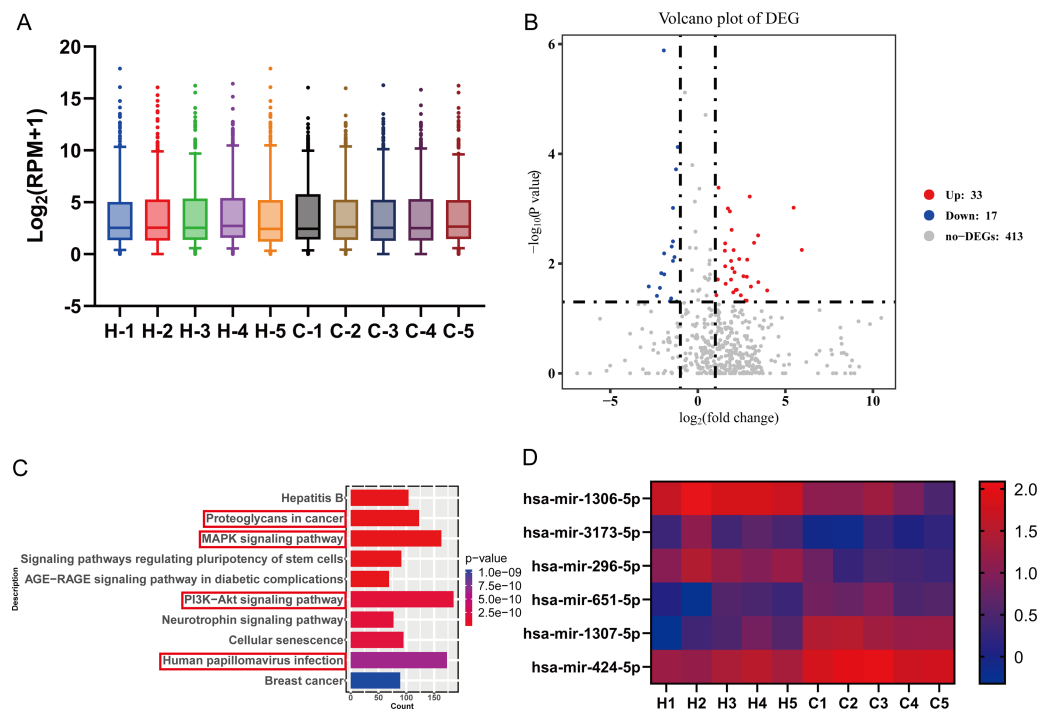 A
Log2(RPM+1)
20
15
10
5
0
-5
H-1 H-2 H-3 H-4 H-5 C-1 C-2 C-3 C-4 C-5
B
Volcano plot of DEG
−log10(P value)
6
4
2
0
−5 0 5 10
log2(fold change)
Up: 33
Down: 17
no−DEGs: 413
C
Description
Hepatitis B
Proteoglycans in cancer
MAPK signaling pathway
Signaling pathways regulating pluripotency of stem cells
AGE-RAGE signaling pathway in diabetic complications
PI3K-Akt signaling pathway
Neurotrophin signaling pathway
Cellular senescence
Human papillomavirus infection
Breast cancer
0 50 100 150
Count
p-value
1.0e-09
7.5e-10
5.0e-10
2.5e-10
D
hsa-mir-1306-5p
hsa-mir-3173-5p
hsa-mir-296-5p
hsa-mir-651-5p
hsa-mir-1307-5p
hsa-mir-424-5p
H1 H2 H3 H4 H5 C1 C2 C3 C4 C5
2.0
1.5
1.0
0.5
0